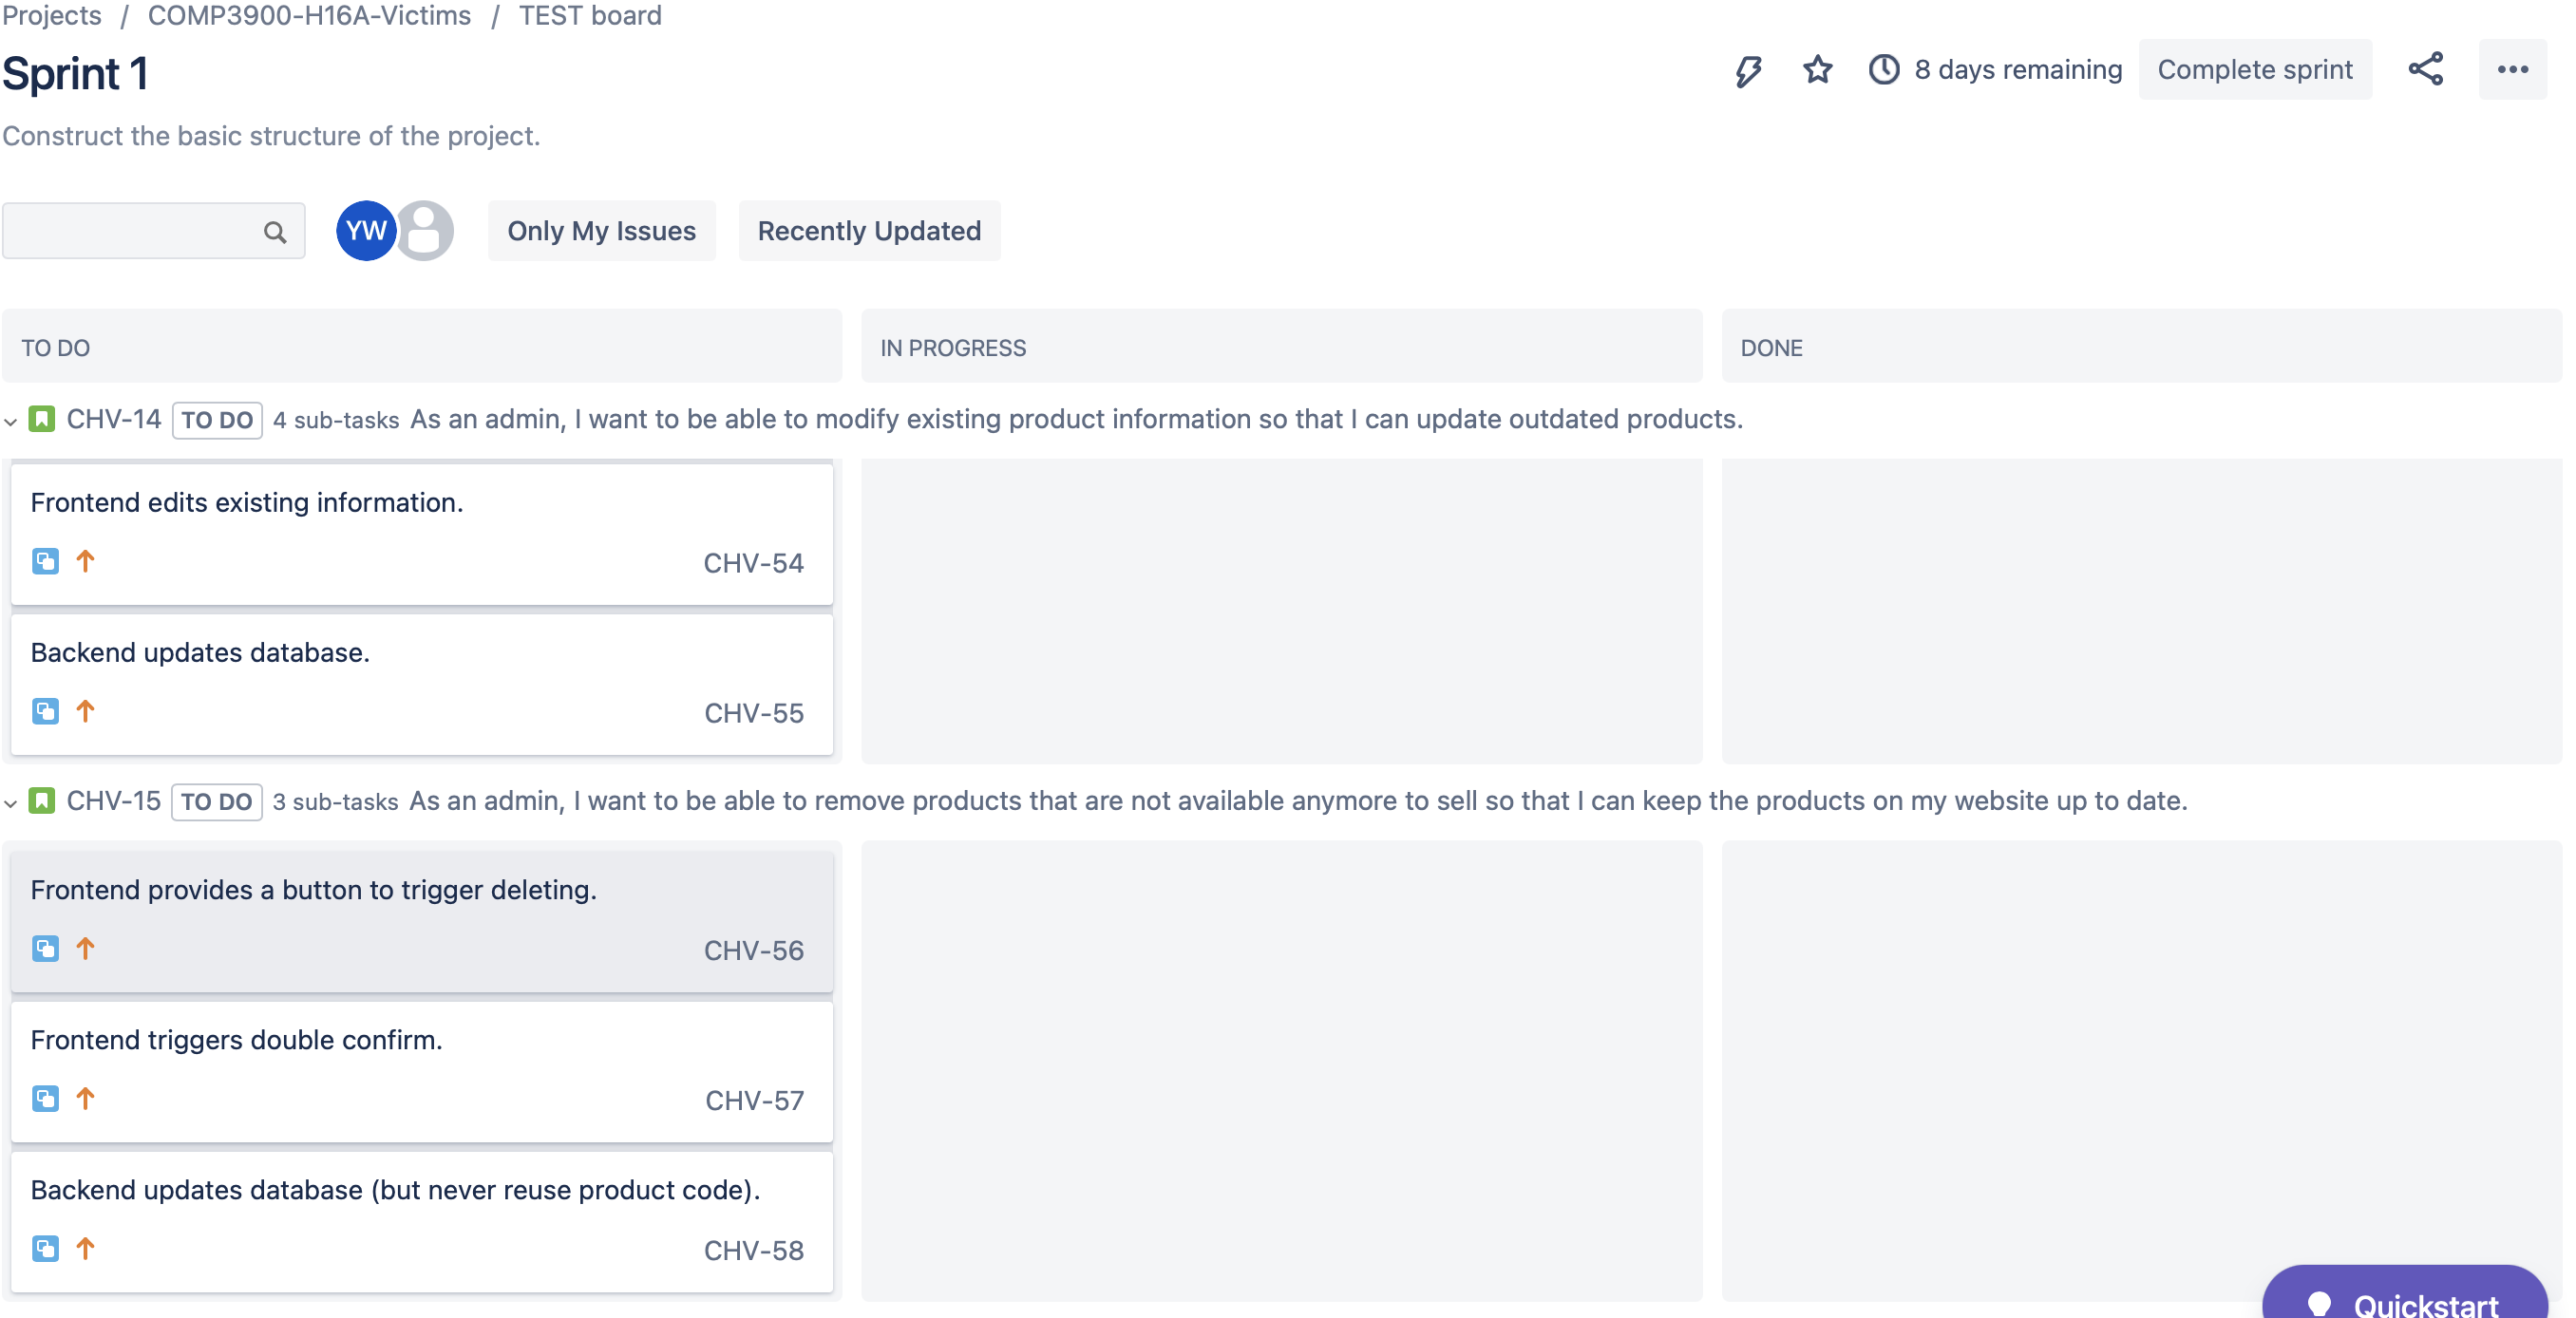 Projects / COMP3900-H16A-Victims / TEST board
Sprint 1
8 days remaining
Complete sprint
Construct the basic structure of the project.
YW
Only My Issues
Recently Updated
TO DO
IN PROGRESS
DONE
CHV-14 TO DO 4 sub-tasks As an admin, I want to be able to modify existing product information so that I can update outdated products.
Frontend edits existing information.
CHV-54
Backend updates database.
CHV-55
CHV-15 TO DO 3 sub-tasks As an admin, I want to be able to remove products that are not available anymore to sell so that I can keep the products on my website up to date.
Frontend provides a button to trigger deleting.
CHV-56
Frontend triggers double confirm.
CHV-57
Backend updates database (but never reuse product code).
CHV-58
Quickstart